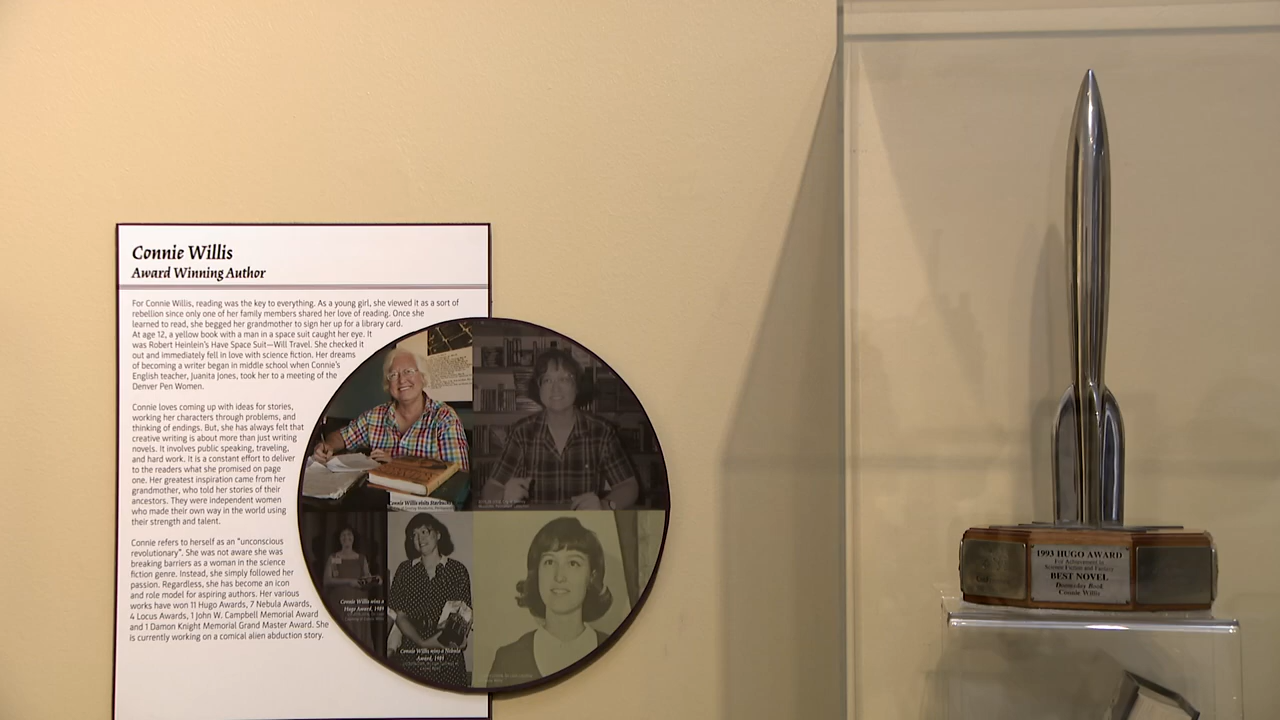 Connie Willis
Award Winning Author
For Connie Willis, reading was the key to everything. As a young girl, she viewed it as a sort of
rebellion since only one of her family members shared her love of reading. Once she
learned to read, she begged her grandmother to sign her up for a library card.
At age 12, a yellow book with a man in a space suit caught her eye. It
was Robert Heinlein's Have Space Suit—Will Travel. She checked it
out and immediately fell in love with science fiction. Her dreams
of becoming a writer began in middle school when Connie's
English teacher, Juanita Jones, took her to a meeting of the
Denver Pen Women.
Connie loves coming up with ideas for stories,
working her characters through problems, and
thinking of endings. But, she has always felt that
creative writing is about more than just writing
novels. It involves public speaking, traveling,
and hard work. It is a constant effort to deliver
to the readers what she promised on page
one. Her greatest inspiration came from her
grandmother, who told her stories of their
ancestors. They were independent women
who made their own way in the world using
their strength and talent.
Connie refers to herself as an "unconscious
revolutionary". She was not aware she was
breaking barriers as a woman in the science
fiction genre. Instead, she simply followed her
passion. Regardless, she has become an icon
and role model for aspiring authors. Her various
works have won 11 Hugo Awards, 7 Nebula Awards,
4 Locus Awards, 1 John W. Campbell Memorial Award
and 1 Damon Knight Memorial Grand Master Award. She
is currently working on a comical alien abduction story.
Connie Willis visits Starbucks
Connie Willis wins a
Hugo Award, 1989
Connie Willis wins a Nebula
Award, 1989
1993 HUGO AWARD
For Achievement in
Science Fiction and Fantasy
BEST NOVEL
Doomsday Book
Connie Willis